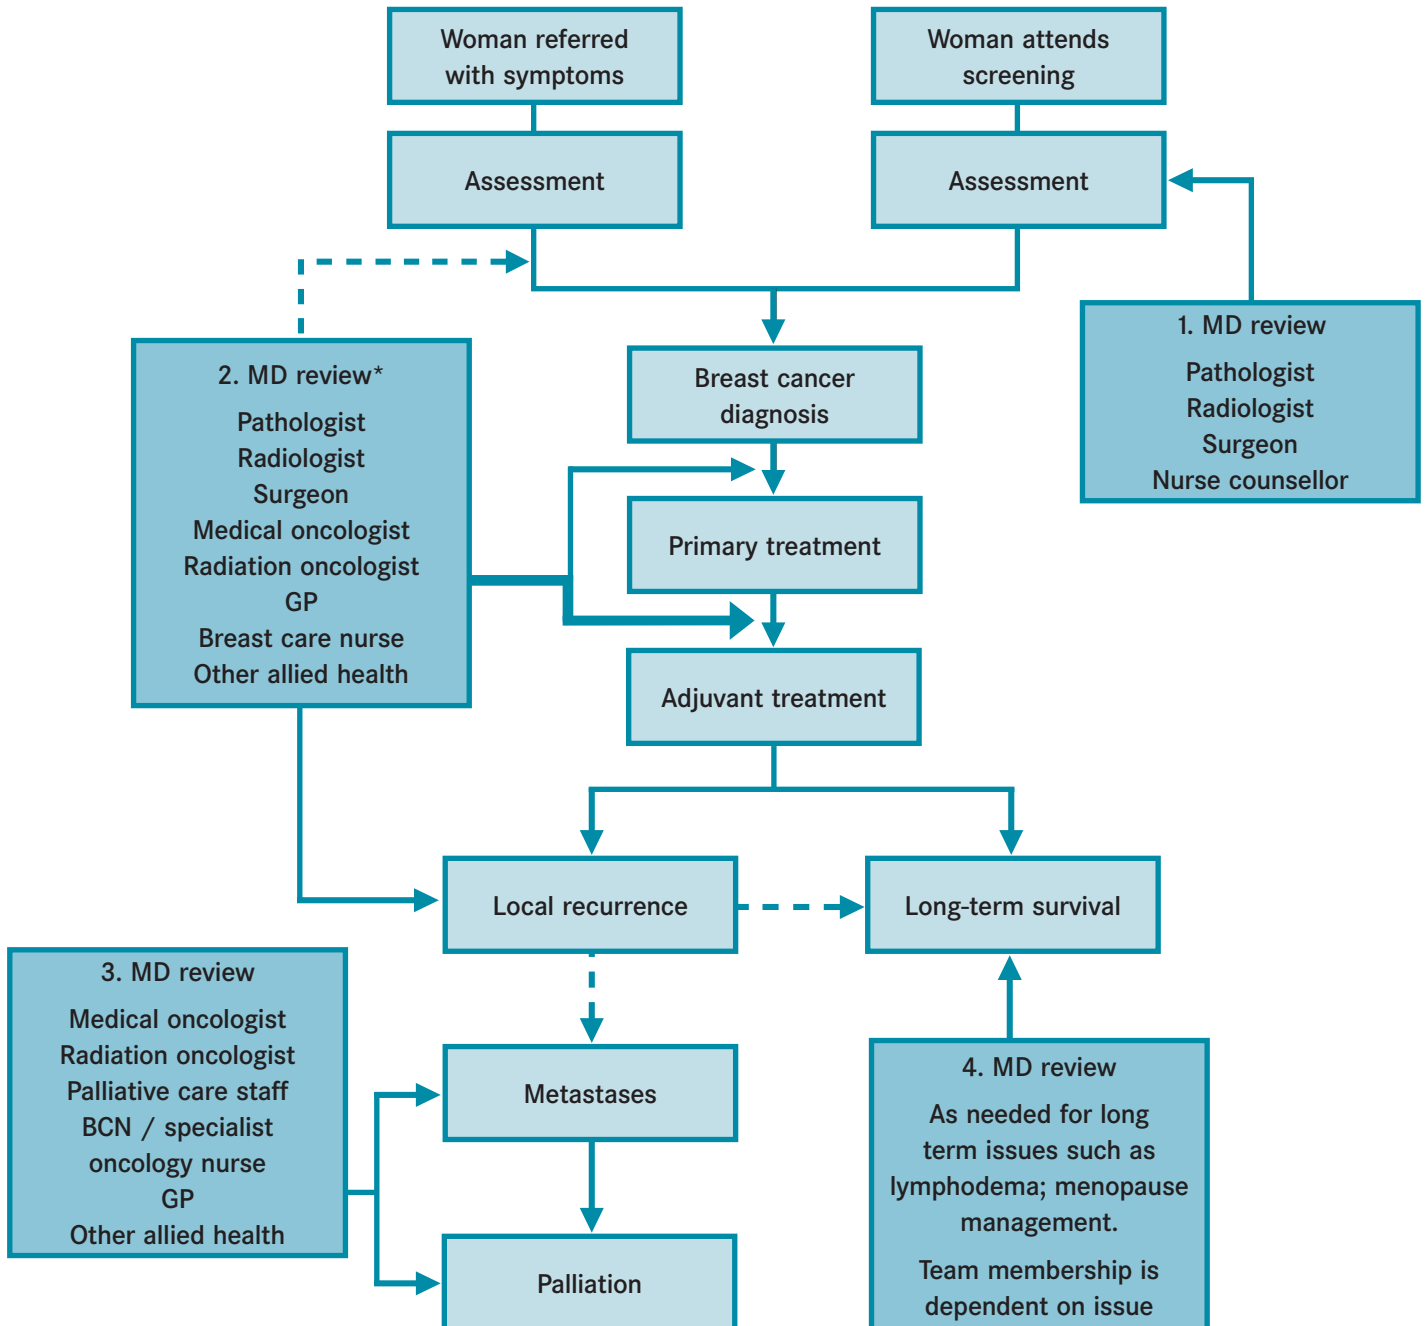 Woman referred
with symptoms
Woman attends
screening
Assessment
Assessment
1. MD review
Pathologist
Radiologist
Surgeon
Nurse counsellor
2. MD review*
Pathologist
Radiologist
Surgeon
Medical oncologist
Radiation oncologist
GP
Breast care nurse
Other allied health
Breast cancer
diagnosis
Primary treatment
Adjuvant treatment
Local recurrence
Long-term survival
3. MD review
Medical oncologist
Radiation oncologist
Palliative care staff
BCN / specialist
oncology nurse
GP
Other allied health
Metastases
Palliation
4. MD review
As needed for long
term issues such as
lymphodema; menopause
management.
Team membership is
dependent on issue